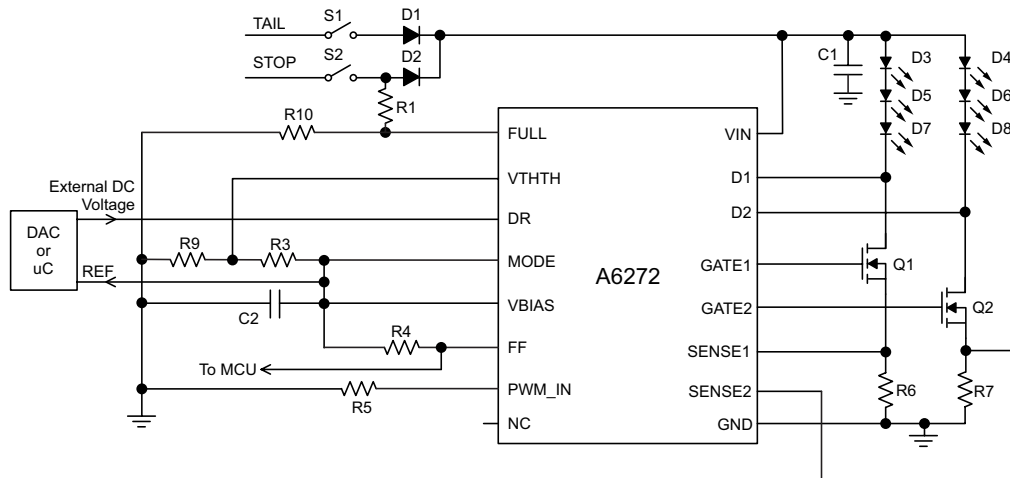 TAIL
S1
D1
STOP
S2
D2
R1
C1
D3
D4
D5
D6
D7
D8
R10
FULL
VIN
External DC
Voltage
VTHTH
D1
DAC
or
uC
DR
D2
R9
R3
MODE
A6272
GATE1
Q1
REF
C2
VBIAS
GATE2
Q2
R4
FF
SENSE1
To MCU
R5
PWM_IN
SENSE2
R6
R7
NC
GND